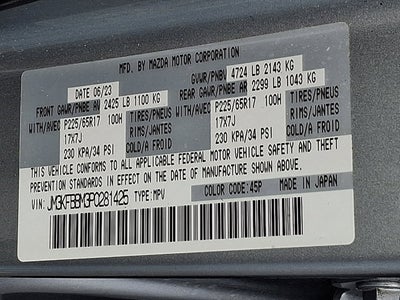 MFD. BY MAZDA MOTOR CORPORATION
DATE 06/23 GVWR/PNBV 4724 LB 2143 KG
FRONT GAWR/PNBE AV 2425 LB 1100 KG REAR GAWR/PNBE AR 2299 LB 1043 KG
WITH/AVEC P225/65R17 100H TIRES/PNEUS WITH/AVEC P225/65R17 100H TIRES/PNEUS
17X7J RIMS/JANTES 17X7J RIMS/JANTES
230 KPA/34 PSI COLD/A FROID 230 KPA/34 PSI COLD/A FROID
THIS VEHICLE CONFORMS TO ALL APPLICABLE FEDERAL MOTOR VEHICLE SAFETY AND THEFT
PREVENTION STANDARDS IN EFFECT ON THE DATE OF MANUFACTURE SHOWN ABOVE.
VIN: JM3KFBBM3P0281425 TYPE:MPV COLOR CODE:45P MADE IN JAPAN